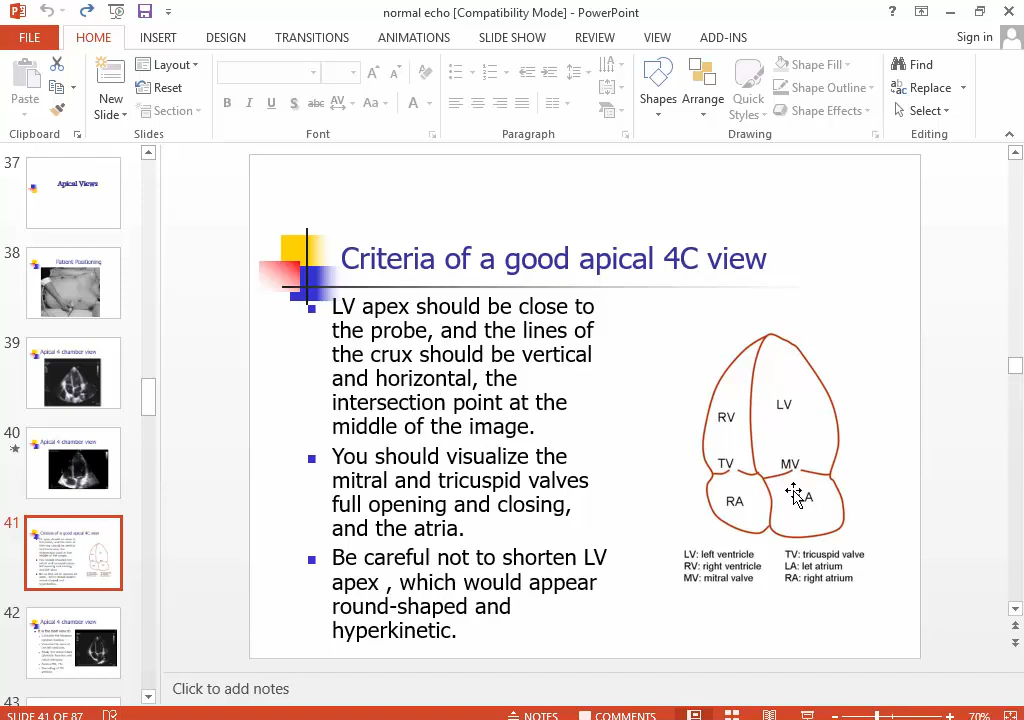 normal echo [Compatibility Mode] - PowerPoint
Sign in
FILE HOME INSERT DESIGN TRANSITIONS ANIMATIONS SLIDE SHOW REVIEW VIEW ADD-INS
Paste
New
Slide
Layout
Reset
Section
B I U S abc AV Aa A
Shapes
Arrange
Quick
Styles
Shape Fill
Shape Outline
Shape Effects
Find
Replace
Select
Clipboard Slides Font Paragraph Drawing Editing
37
Apical Views
38
Patient Positioning
39
Apical 4 chamber view
40
Apical 4 chamber view
41
Criteria of a good apical 4C view
42
Apical 4 chamber view
43
Criteria of a good apical 4C view
LV apex should be close to
the probe, and the lines of
the crux should be vertical
and horizontal, the
intersection point at the
middle of the image.
You should visualize the
mitral and tricuspid valves
full opening and closing,
and the atria.
Be careful not to shorten LV
apex , which would appear
round-shaped and
hyperkinetic.
LV
RV
TV
MV
RA
LV: left ventricle
RV: right ventricle
MV: mitral valve
TV: tricuspid valve
LA: let atrium
RA: right atrium
Click to add notes
SLIDE 41 OF 87
NOTES
COMMENTS
70%